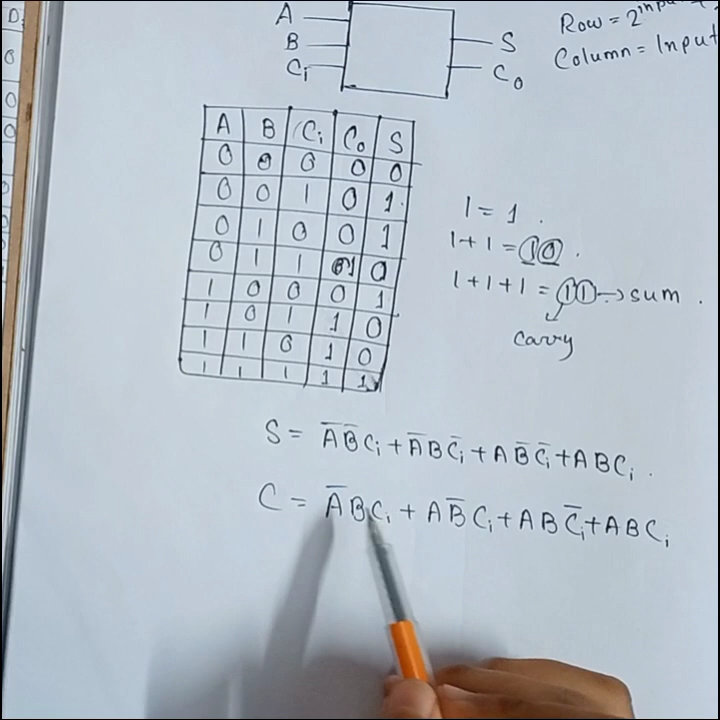 A
B
Ci
S
Co
Row = 2
Column = Input
A B Ci Co S
0 0 0 0 0
0 0 1 0 1
0 1 0 0 1
0 1 1 1 0
1 0 0 0 1
1 0 1 1 0
1 1 0 1 0
1 1 1 1 1
1 = 1 .
1+1 = 10 .
1+1+1 = 11 → sum .
carry
S = A̅B̅Ci + A̅BC̅i + AB̅C̅i + ABCi .
C = A̅BCi + AB̅Ci + ABC̅i + ABCi